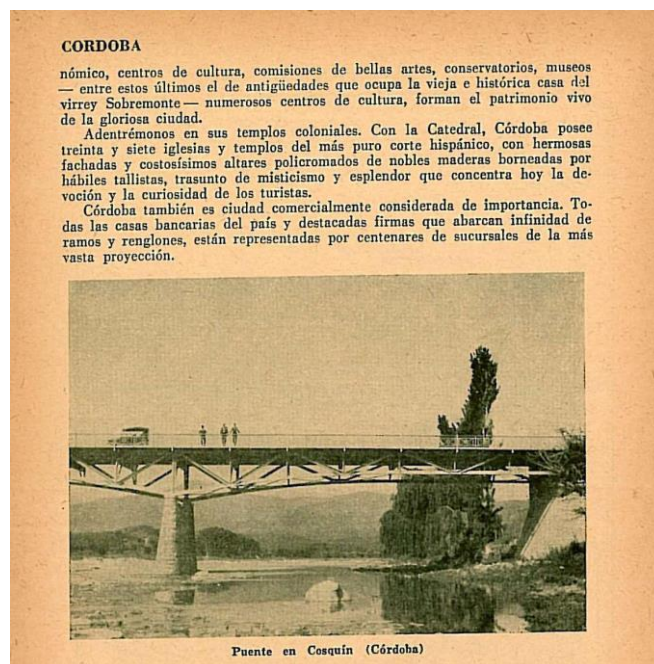 CORDOBA
nómico, centros de cultura, comisiones de bellas artes, conservatorios, museos
— entre estos últimos el de antigüedades que ocupa la vieja e histórica casa del
virrey Sobremonte — numerosos centros de cultura, forman el patrimonio vivo
de la gloriosa ciudad.
Adentrémonos en sus templos coloniales. Con la Catedral, Córdoba posee
treinta y siete iglesias y templos del más puro corte hispánico, con hermosas
fachadas y costosísimos altares policromados de nobles maderas borneadas por
hábiles tallistas, trasunto de misticismo y esplendor que concentra hoy la de-
voción y la curiosidad de los turistas.
Córdoba también es ciudad comercialmente considerada de importancia. To-
das las casas bancarias del país y destacadas firmas que abarcan infinidad de
ramos y renglones, están representadas por centenares de sucursales de la más
vasta proyección.
Puente en Cosquín (Córdoba)